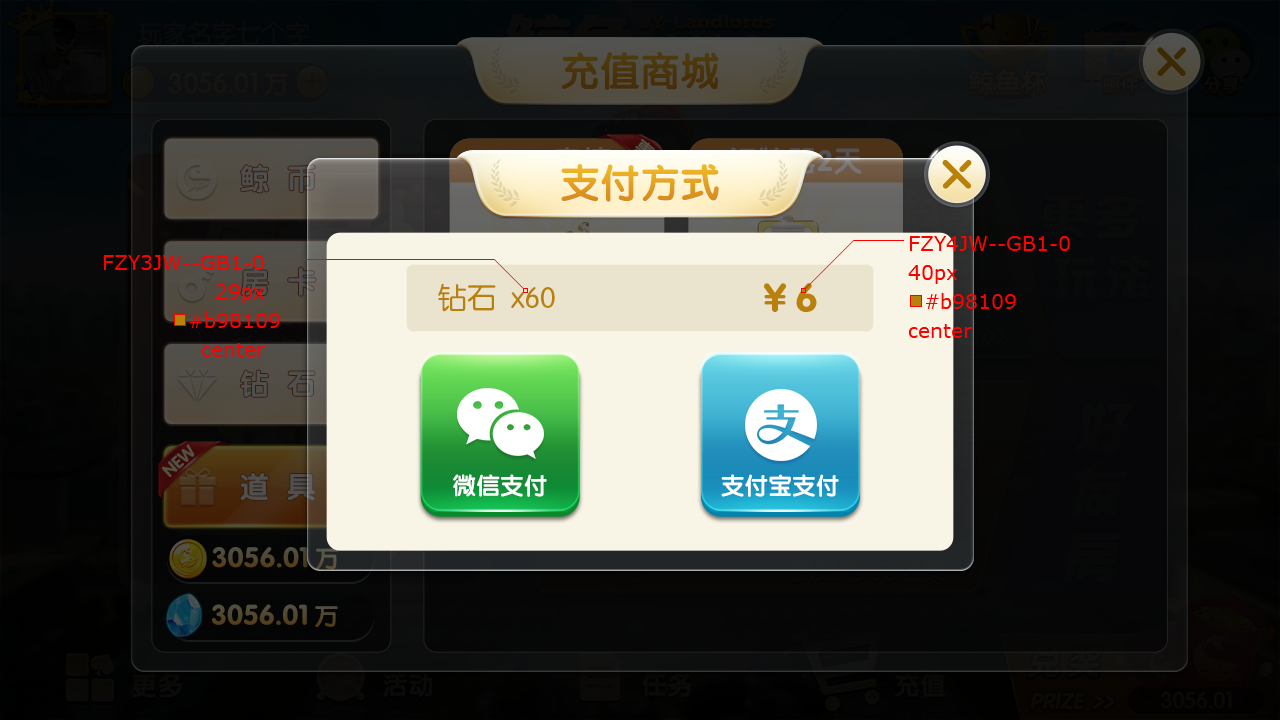 玩家名字七个字
Y-Landlords
3056.01万
充值商城
鲸鱼杯
分享
鲸币
2天
支付方式
房卡
FZY3JW--GB1-0
29px
#b98109
center
钻石 x60
¥6
FZY4JW--GB1-0
40px
#b98109
center
钻石
NEW
道具
微信支付
支付宝支付
3056.01万
3056.01万
更多
活动
任务
充值
PRIZE >>
3056.01